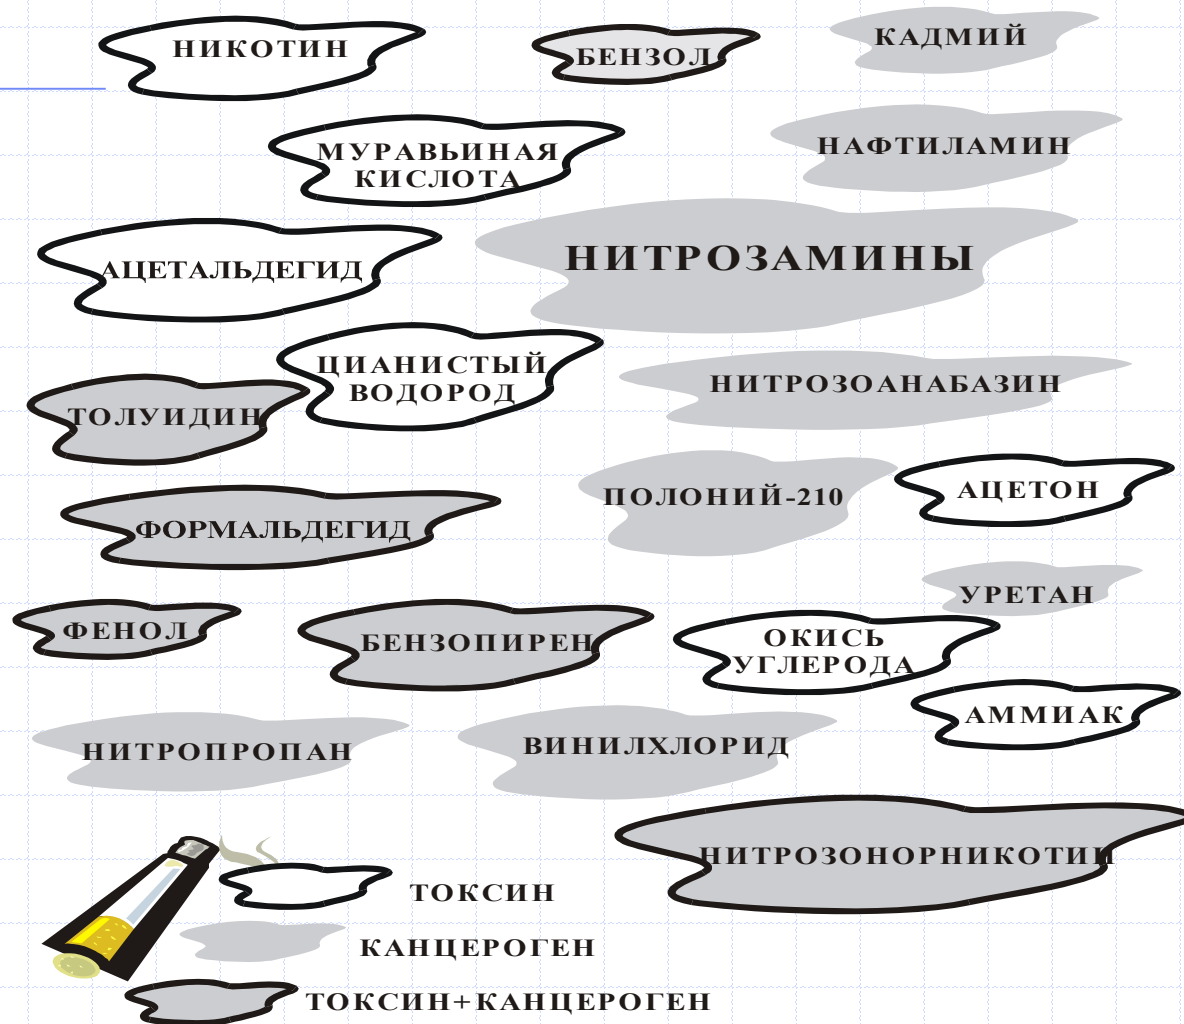 НИКОТИН
БЕНЗОЛ
КАДМИЙ
МУРАВЬИНАЯ
КИСЛОТА
НАФТИЛАМИН
АЦЕТАЛЬДЕГИД
НИТРОЗАМИНЫ
ЦИАНИСТЫЙ
ВОДОРОД
ТОЛУИДИН
НИТРОЗОАНАБАЗИН
ФОРМАЛЬДЕГИД
ПОЛОНИЙ-210
АЦЕТОН
УРЕТАН
ФЕНОЛ
БЕНЗОПИРЕН
ОКИСЬ
УГЛЕРОДА
АММИАК
НИТРОПРОПАН
ВИНИЛХЛОРИД
НИТРОЗОНОРНИКОТИН
ТОКСИН
КАНЦЕРОГЕН
ТОКСИН+КАНЦЕРОГЕН